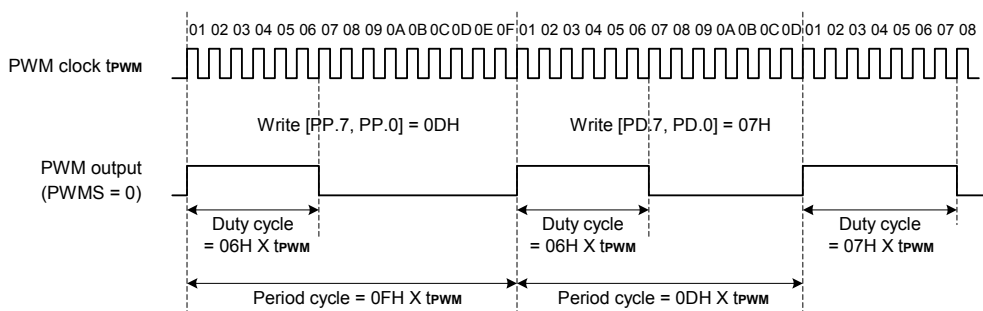 01 02 03 04 05 06 07 08 09 0A 0B 0C 0D 0E 0F 01 02 03 04 05 06 07 08 09 0A 0B 0C 0D 01 02 03 04 05 06 07 08
PWM clock tPWM
Write [PP.7, PP.0] = 0DH Write [PD.7, PD.0] = 07H
PWM output
(PWMS = 0)
Duty cycle Duty cycle Duty cycle
= 06H X tPWM = 06H X tPWM = 07H X tPWM
Period cycle = 0FH X tPWM Period cycle = 0DH X tPWM